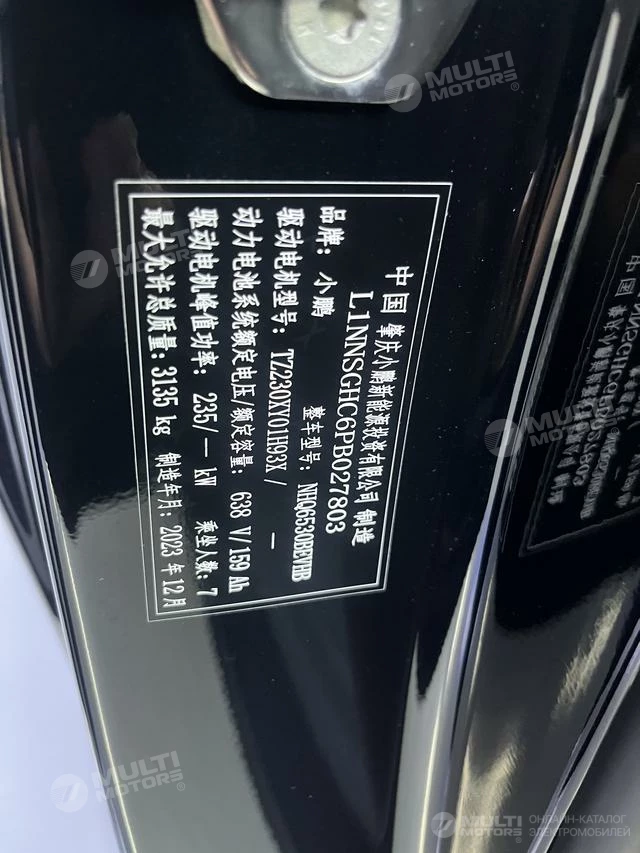 中国 肇庆小鹏新能源投资有限公司 制造
L1NNSGHC6PB027803
品牌: 小鹏 整车型号: NHQ6530BEVHB
驱动电机型号: TZ230XY01H93X / —
动力电池系统额定电压/额定容量: 638 V/159 Ah
驱动电机峰值功率: 235/— kW 乘坐人数: 7
最大允许总质量: 3135 kg 制造年月: 2023 年 12月
MULTI
MOTORS®
MULTI
MOTORS®
MULTI
MOTORS®
MULTI
MOTORS®
MULTI
MOTORS®
ОНЛАЙН-КАТАЛОГ
ЭЛЕКТРОМОБИЛЕЙ